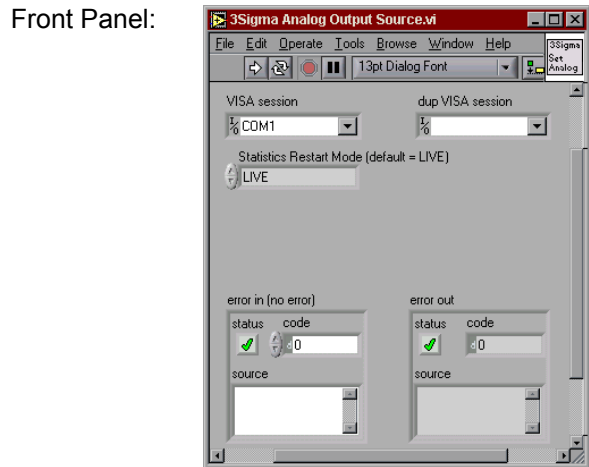 Front Panel:
3Sigma Analog Output Source.vi
File Edit Operate Tools Browse Window Help
3Sigma
Set
Analog
13pt Dialog Font
VISA session
dup VISA session
I/O COM1
I/O
Statistics Restart Mode (default = LIVE)
LIVE
error in (no error)
error out
status code
status code
d 0
d 0
source
source